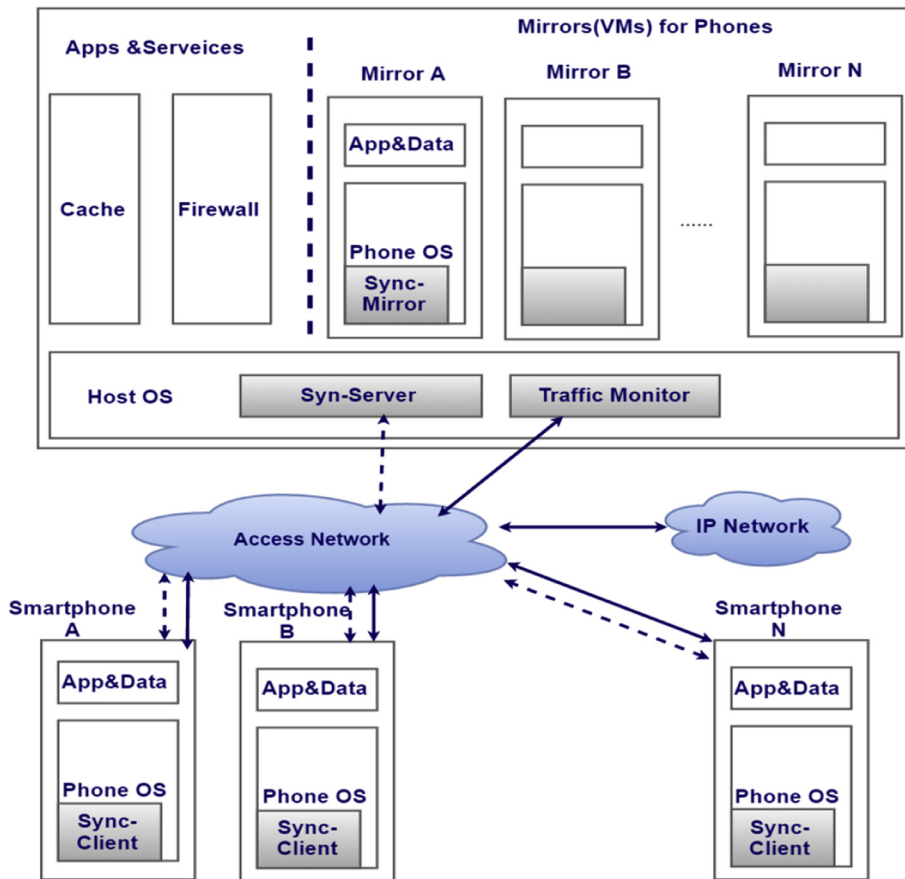 Mirrors(VMs) for Phones
Apps &Serveices
Mirror A
Mirror B
Mirror N
App&Data
Cache
Firewall
Phone OS
Sync-
Mirror
......
Host OS
Syn-Server
Traffic Monitor
Access Network
IP Network
Smartphone
A
Smartphone
B
Smartphone
N
App&Data
App&Data
App&Data
Phone OS
Phone OS
Phone OS
Sync-
Client
Sync-
Client
Sync-
Client